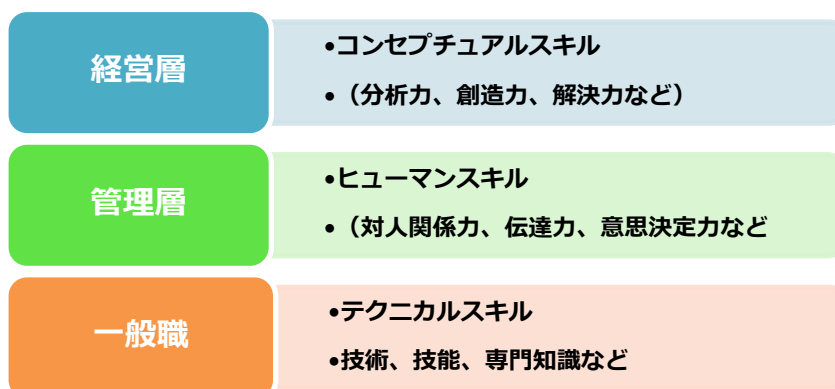 経営層
•コンセプチュアルスキル
•（分析力、創造力、解決力など）
管理層
•ヒューマンスキル
•（対人関係力、伝達力、意思決定力など
一般職
•テクニカルスキル
•技術、技能、専門知識など